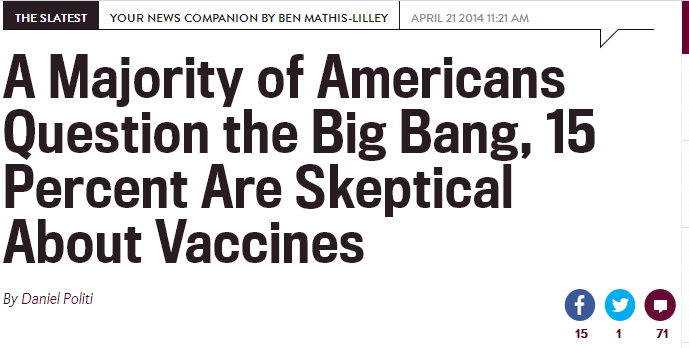 THE SLATEST YOUR NEWS COMPANION BY BEN MATHIS-LILLEY APRIL 21 2014 11:21 AM
A Majority of Americans
Question the Big Bang, 15
Percent Are Skeptical
About Vaccines
By Daniel Politi
15 1 71